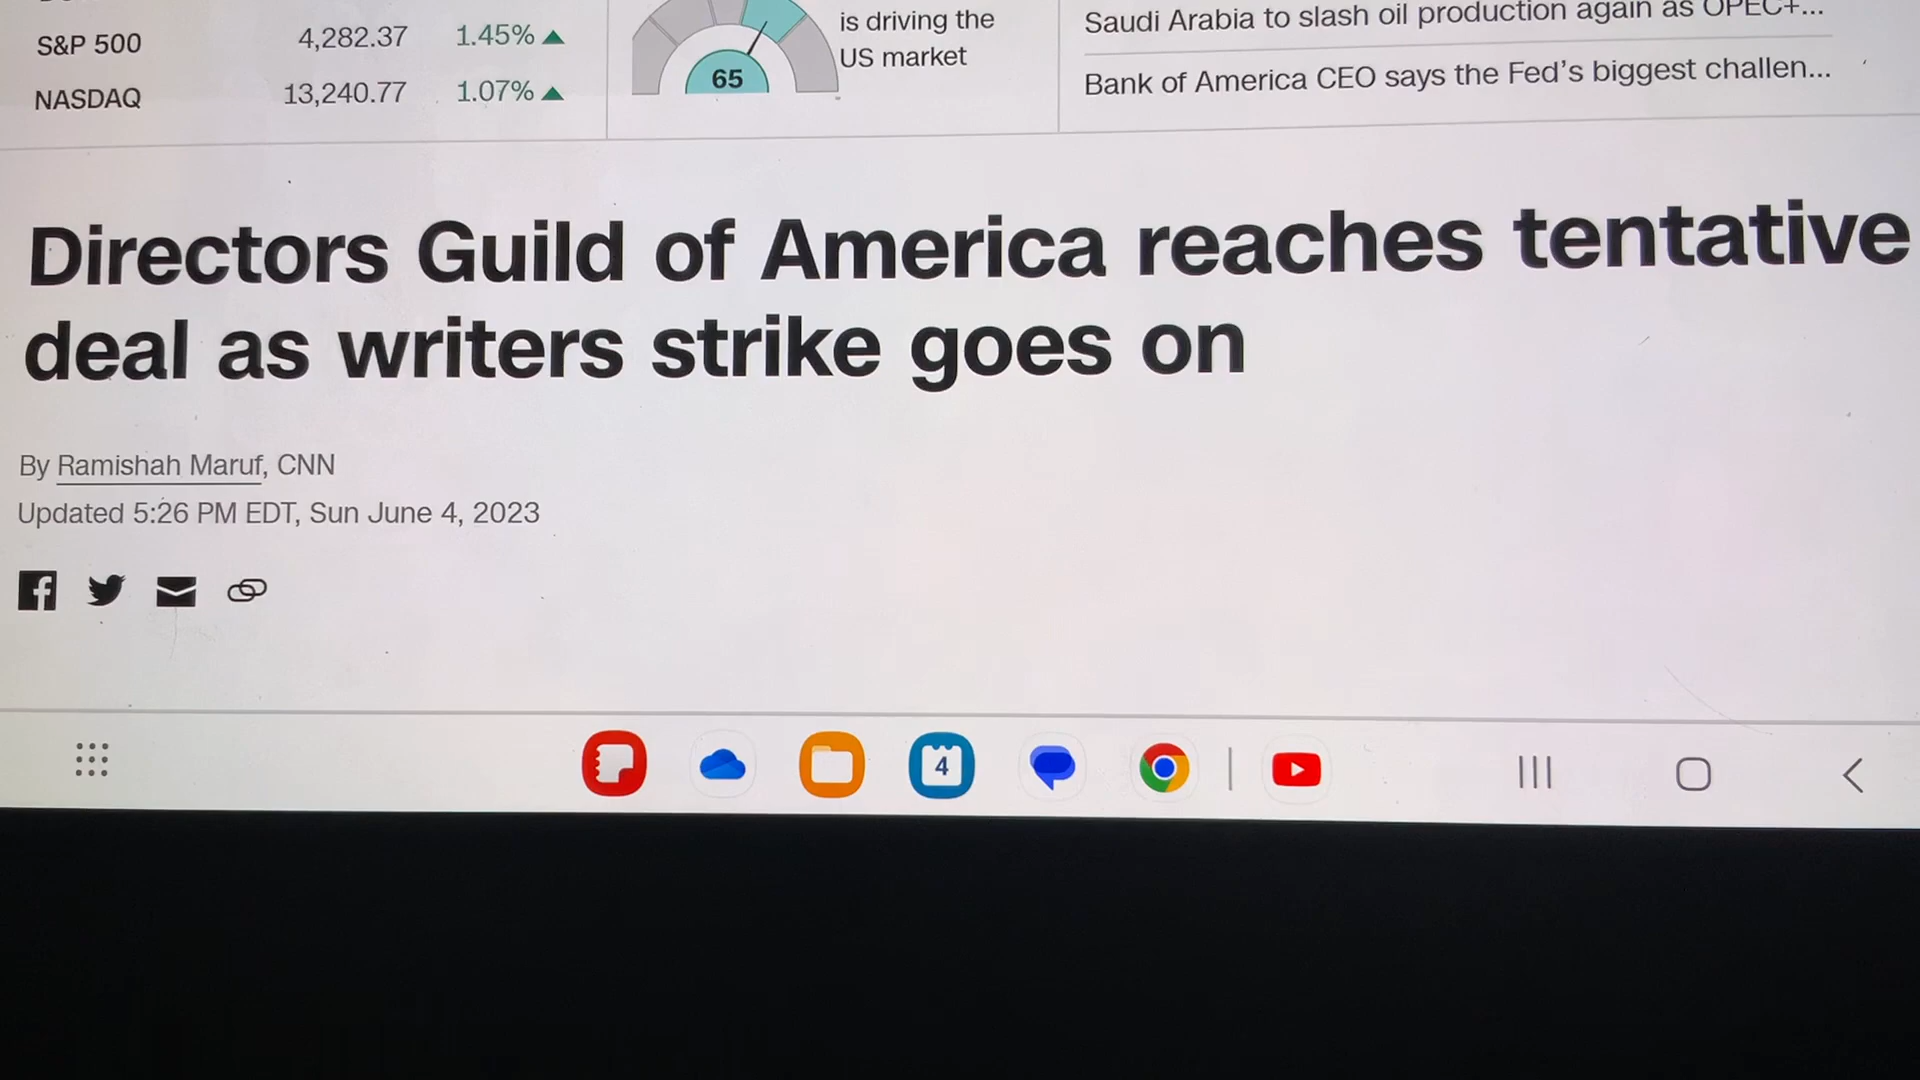 S&P 500 4,282.37 1.45%
NASDAQ 13,240.77 1.07%
65
is driving the
US market
Saudi Arabia to slash oil production again as OPEC+...
Bank of America CEO says the Fed's biggest challen...
Directors Guild of America reaches tentative
deal as writers strike goes on
By Ramishah Maruf, CNN
Updated 5:26 PM EDT, Sun June 4, 2023
4